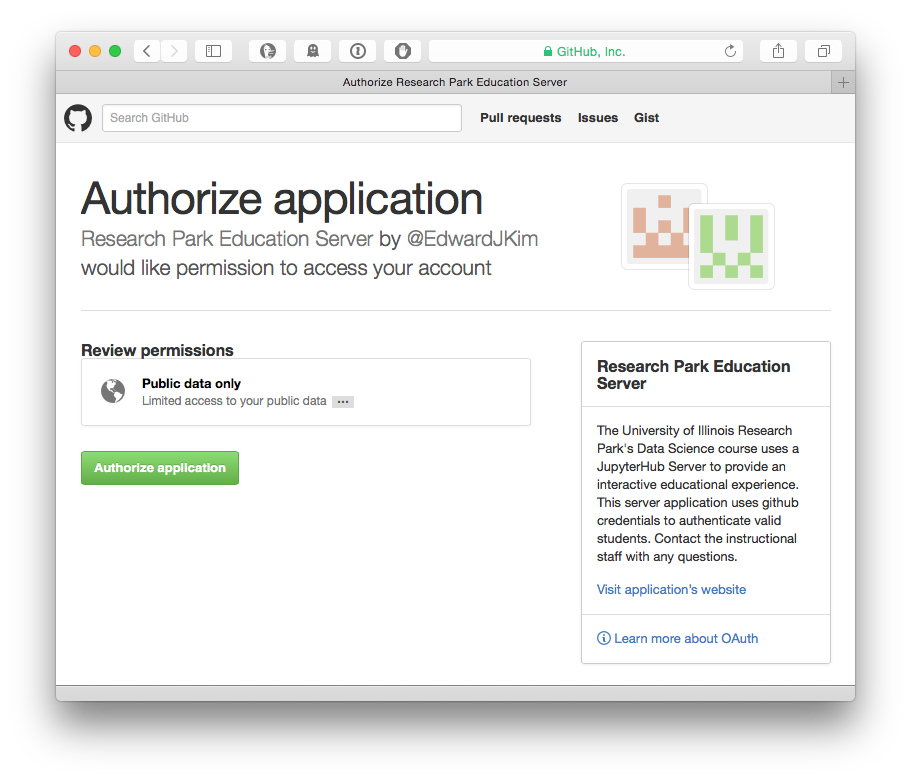 GitHub, Inc.
Authorize Research Park Education Server
Search GitHub
Pull requests Issues Gist
Authorize application
Research Park Education Server by @EdwardJKim
would like permission to access your account
Review permissions
Public data only
Limited access to your public data ...
Authorize application
Research Park Education
Server
The University of Illinois Research
Park's Data Science course uses a
JupyterHub Server to provide an
interactive educational experience.
This server application uses github
credentials to authenticate valid
students. Contact the instructional
staff with any questions.
Visit application's website
Learn more about OAuth